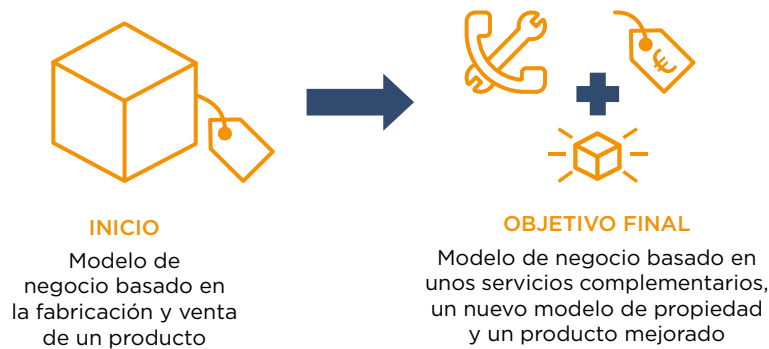 INICIO
Modelo de
negocio basado en
la fabricación y venta
de un producto
€
OBJETIVO FINAL
Modelo de negocio basado en
unos servicios complementarios,
un nuevo modelo de propiedad
y un producto mejorado